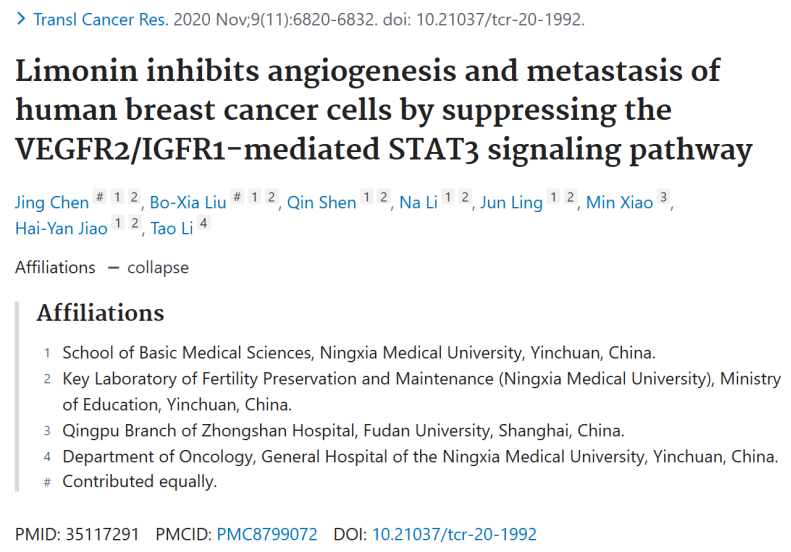 Transl Cancer Res. 2020 Nov;9(11):6820-6832. doi: 10.21037/tcr-20-1992.
Limonin inhibits angiogenesis and metastasis of
human breast cancer cells by suppressing the
VEGFR2/IGFR1-mediated STAT3 signaling pathway
Jing Chen # 1 2, Bo-Xia Liu # 1 2, Qin Shen 1 2, Na Li 1 2, Jun Ling 1 2, Min Xiao 3,
Hai-Yan Jiao 1 2, Tao Li 4
Affiliations — collapse
Affiliations
1 School of Basic Medical Sciences, Ningxia Medical University, Yinchuan, China.
2 Key Laboratory of Fertility Preservation and Maintenance (Ningxia Medical University), Ministry
of Education, Yinchuan, China.
3 Qingpu Branch of Zhongshan Hospital, Fudan University, Shanghai, China.
4 Department of Oncology, General Hospital of the Ningxia Medical University, Yinchuan, China.
# Contributed equally.
PMID: 35117291 PMCID: PMC8799072 DOI: 10.21037/tcr-20-1992